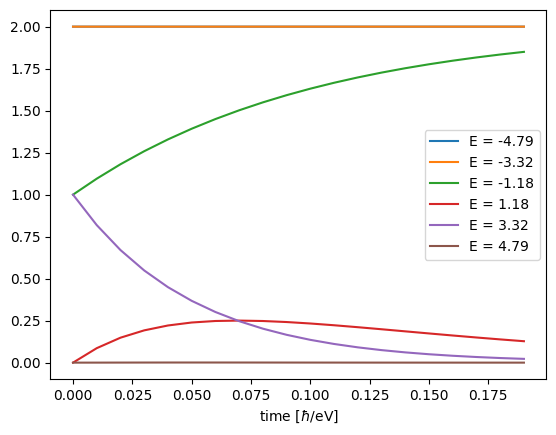 2.00
1.75
1.50
1.25
1.00
0.75
0.50
0.25
0.00
E = -4.79
E = -3.32
E = -1.18
E = 1.18
E = 3.32
E = 4.79
0.000 0.025 0.050 0.075 0.100 0.125 0.150 0.175
time [ℏ/eV]